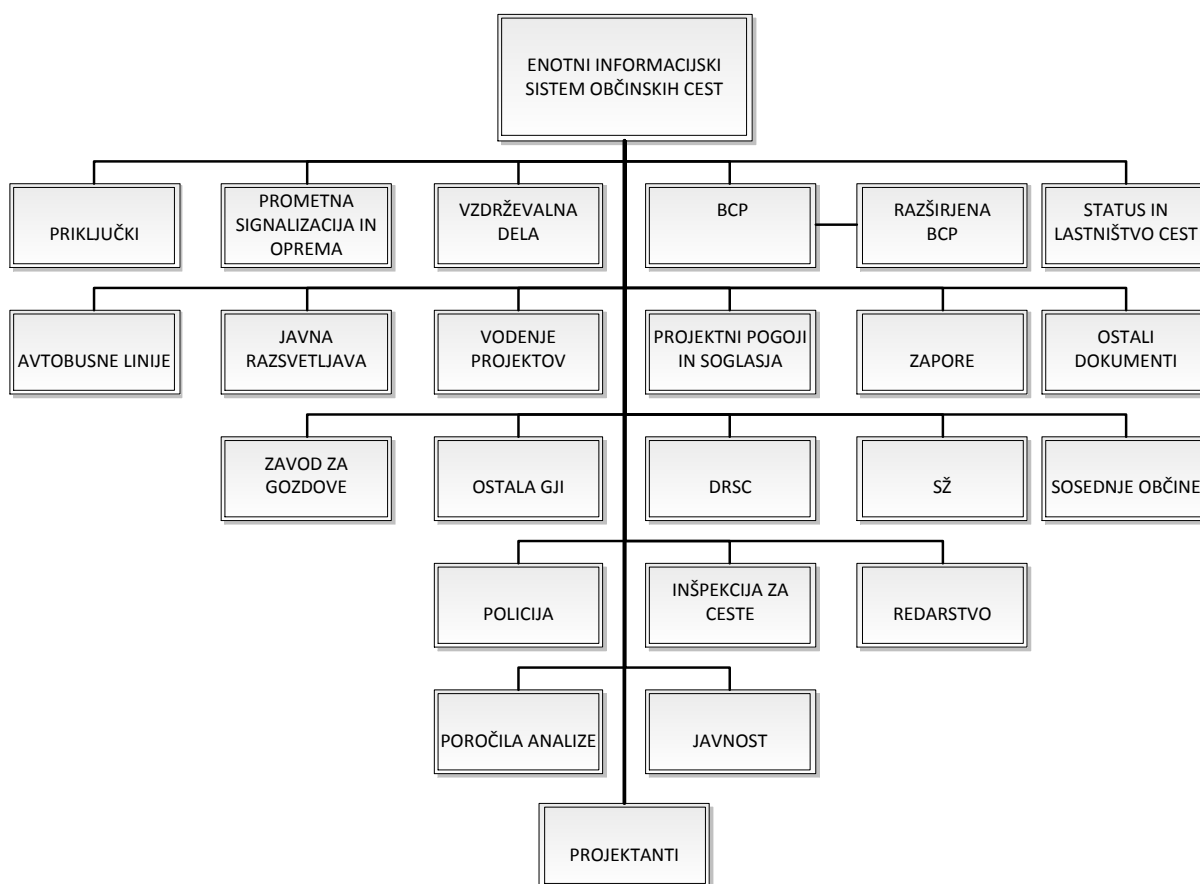 ENOTNI INFORMACIJSKI
SISTEM OBČINSKIH CEST
PRIKLJUČKI
PROMETNA
SIGNALIZACIJA IN
OPREMA
VZDRŽEVALNA
DELA
BCP
RAZŠIRJENA
BCP
STATUS IN
LASTNIŠTVO CEST
AVTOBUSNE LINIJE
JAVNA
RAZSVETLJAVA
VODENJE
PROJEKTOV
PROJEKTNI POGOJI
IN SOGLASJA
ZAPORE
OSTALI
DOKUMENTI
ZAVOD ZA
GOZDOVE
OSTALA GJI
DRSC
SŽ
SOSEDNJE OBČINE
POLICIJA
INŠPEKCIJA ZA
CESTE
REDARSTVO
POROČILA ANALIZE
JAVNOST
PROJEKTANTI